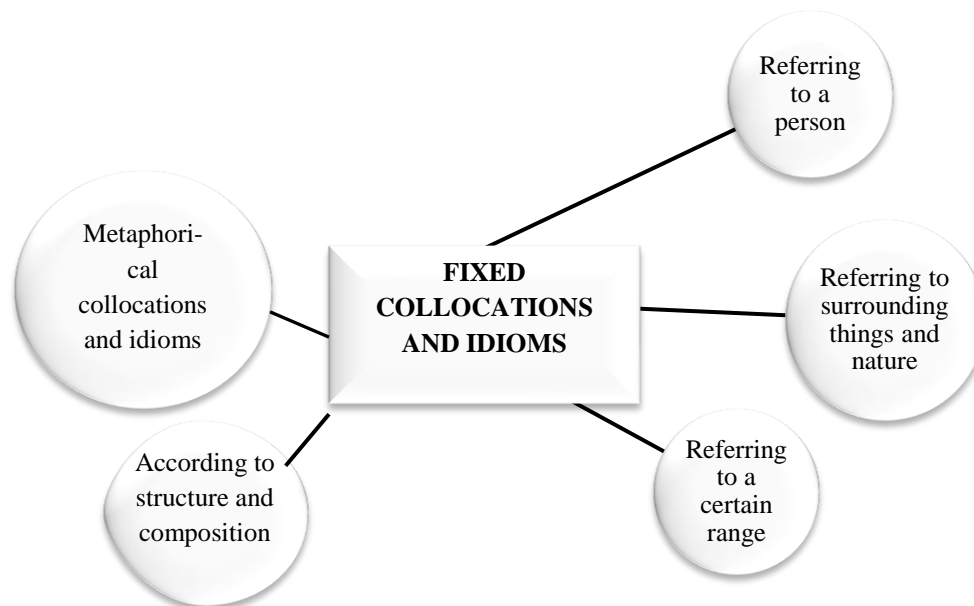 Referring
to a
person
Metaphori-
cal
collocations
and idioms
FIXED
COLLOCATIONS
AND IDIOMS
Referring to
surrounding
things and
nature
According to
structure and
composition
Referring
to a
certain
range